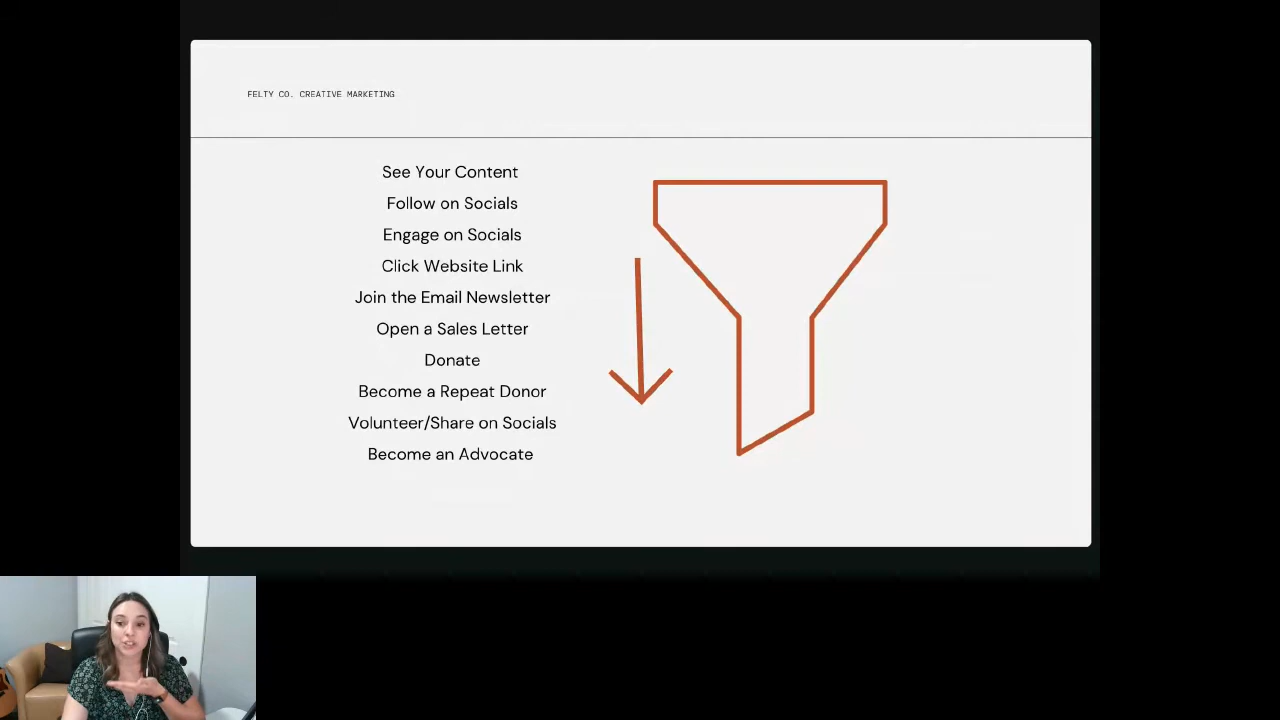 FELTY CO. CREATIVE MARKETING
See Your Content
Follow on Socials
Engage on Socials
Click Website Link
Join the Email Newsletter
Open a Sales Letter
Donate
Become a Repeat Donor
Volunteer/Share on Socials
Become an Advocate